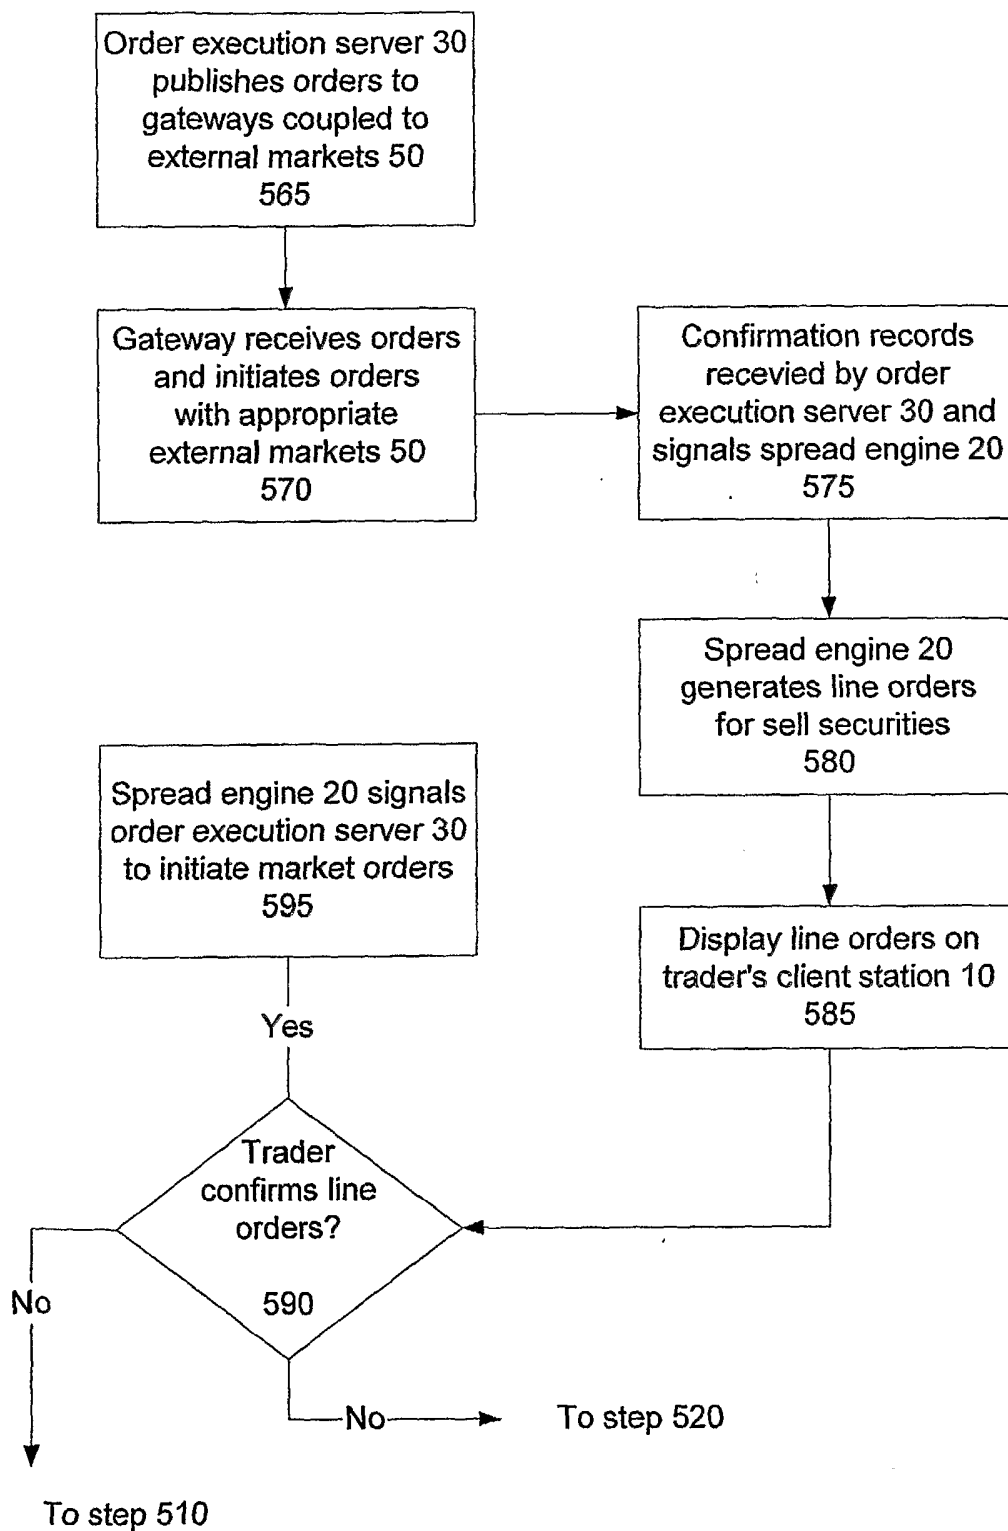 Order execution server 30
publishes orders to
gateways coupled to
external markets 50
565
Gateway receives orders
and initiates orders
with appropriate
external markets 50
570
Confirmation records
recevied by order
execution server 30 and
signals spread engine 20
575
Spread engine 20
generates line orders
for sell securities
580
Display line orders on
trader's client station 10
585
Spread engine 20 signals
order execution server 30
to initiate market orders
595
Yes
Trader
confirms line
orders?
590
No
No
To step 520
To step 510